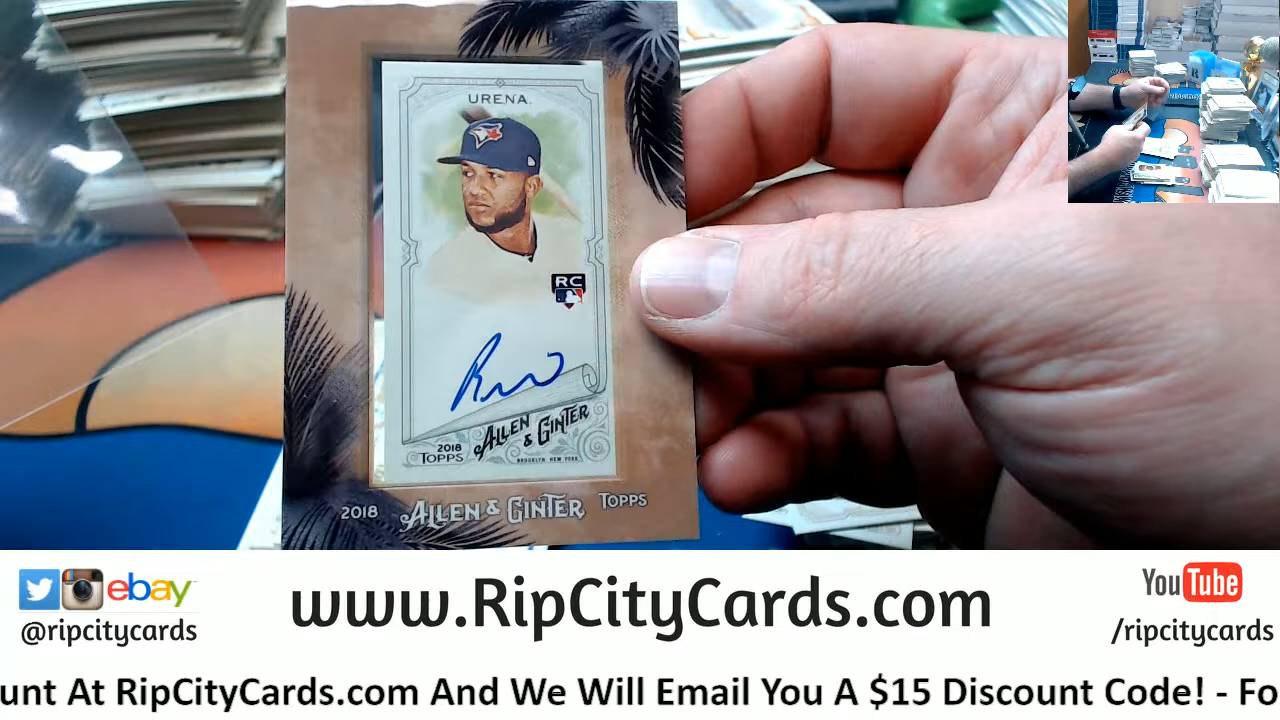 URENA
RC
2018
TOPPS
ALLEN
& GINTER
BROOKLYN, NEW YORK
2018 ALLEN & GINTER TOPPS
ebay
@ripcitycards
www.RipCityCards.com
YouTube
/ripcitycards
unt At RipCityCards.com And We Will Email You A $15 Discount Code! - Fo